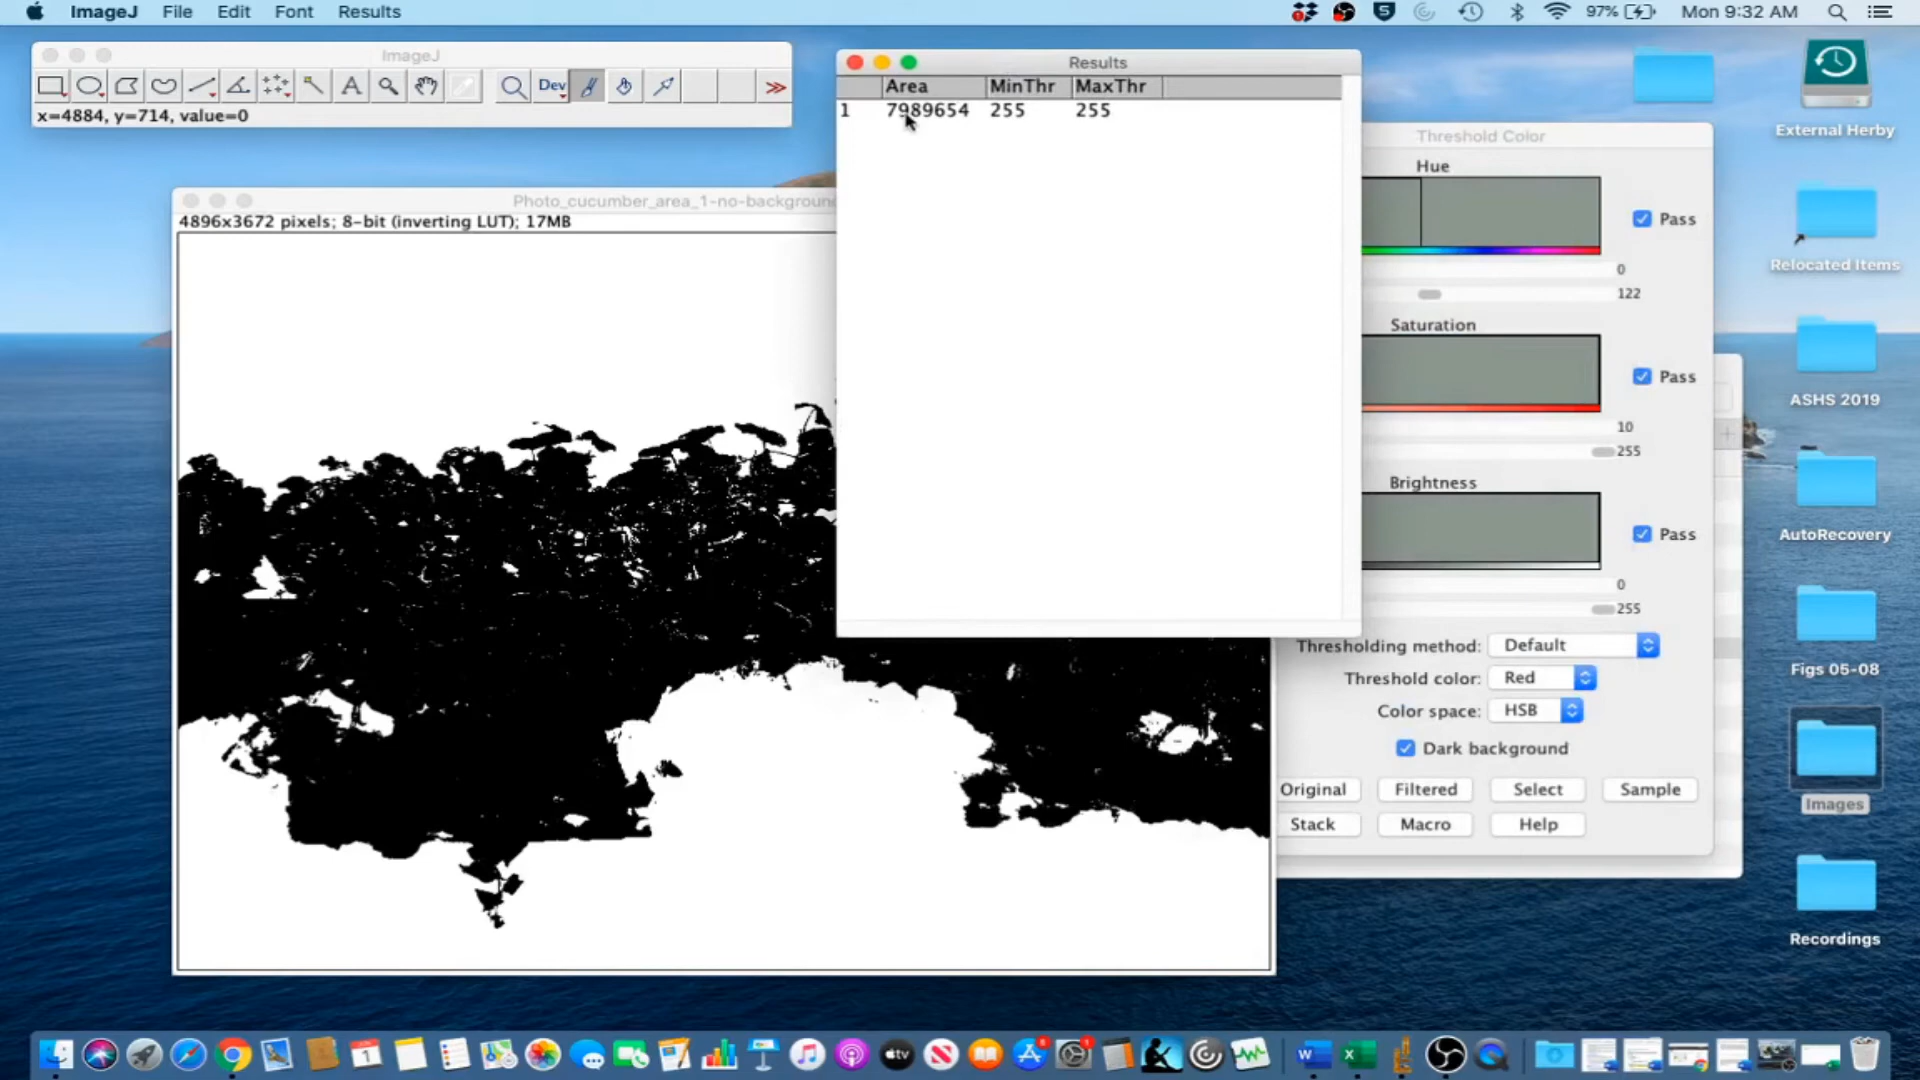 ImageJ File Edit Font Results
97% Mon 9:32 AM
ImageJ
Dev
A
x=4884, y=714, value=0
Results
Area MinThr MaxThr
1 7989654 255 255
Photo_cucumber_area_1-no-background
4896x3672 pixels; 8-bit (inverting LUT); 17MB
Threshold Color
Hue
Pass
0
122
Saturation
Pass
10
255
Brightness
Pass
0
255
Thresholding method: Default
Threshold color: Red
Color space: HSB
Dark background
Original Filtered Select Sample
Stack Macro Help
External Herby
Relocated Items
ASHS 2019
AutoRecovery
Figs 05-08
Images
Recordings